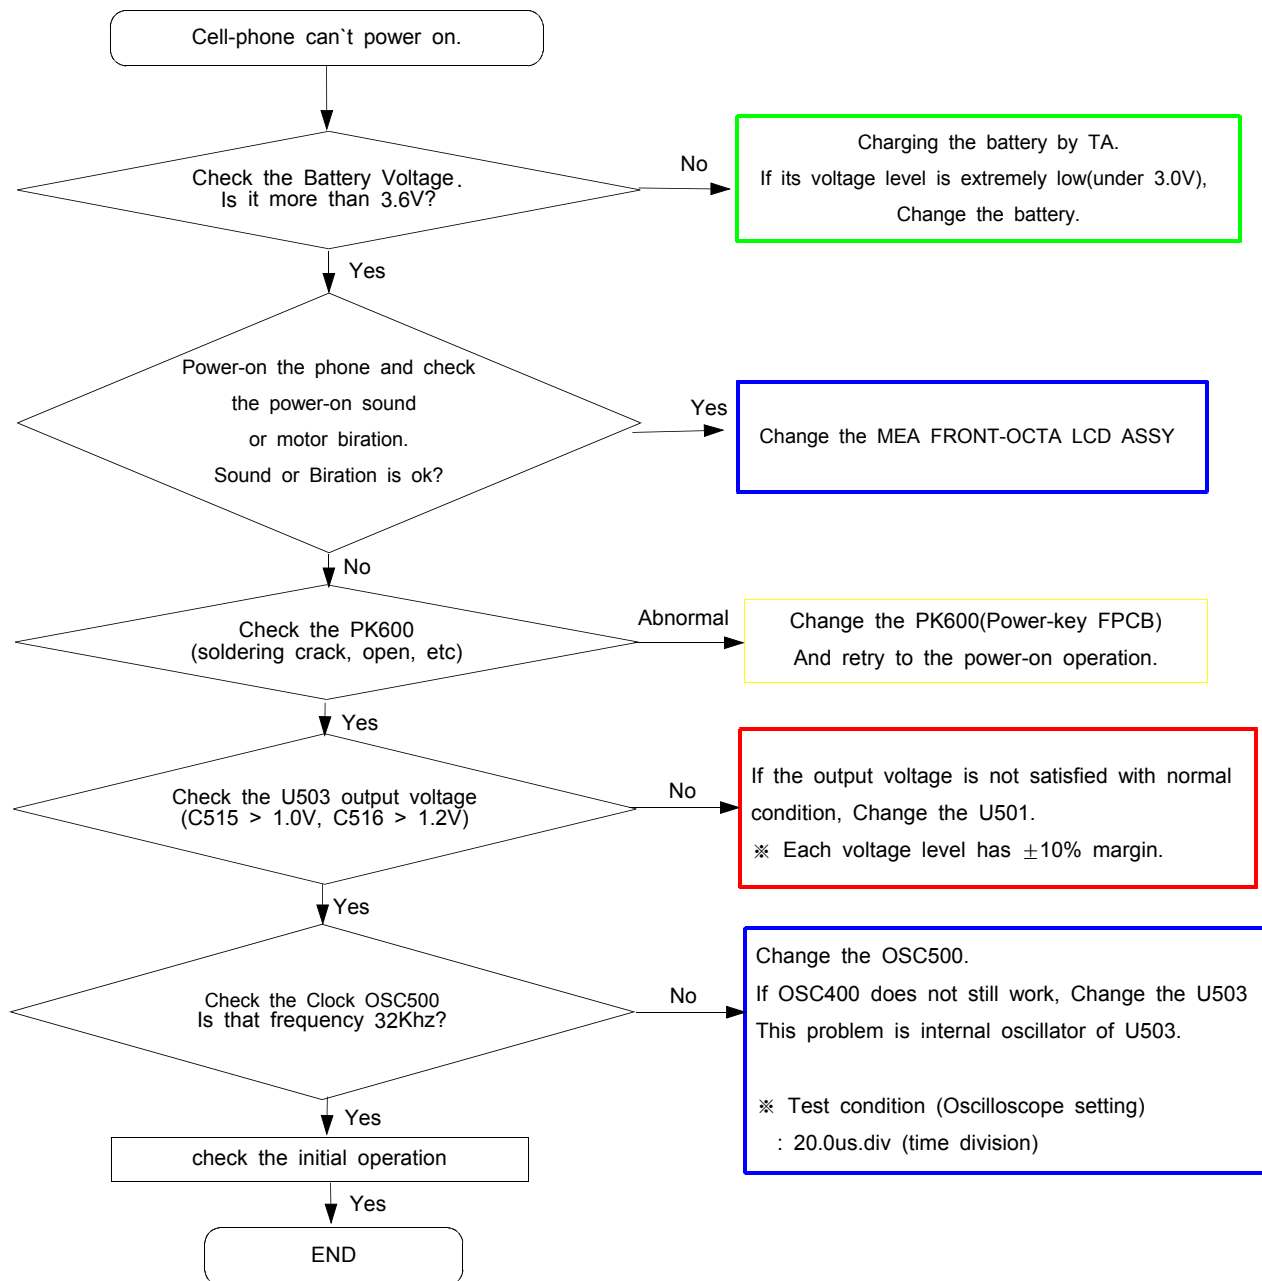 Cell-phone can`t power on.
Check the Battery Voltage.
Is it more than 3.6V?
No
Charging the battery by TA.
If its voltage level is extremely low(under 3.0V),
Change the battery.
Yes
Power-on the phone and check
the power-on sound
or motor biration.
Sound or Biration is ok?
Yes
Change the MEA FRONT-OCTA LCD ASSY
No
Check the PK600
(soldering crack, open, etc)
Abnormal
Change the PK600(Power-key FPCB)
And retry to the power-on operation.
Yes
Check the U503 output voltage
(C515 > 1.0V, C516 > 1.2V)
No
If the output voltage is not satisfied with normal
condition, Change the U501.
※ Each voltage level has ±10% margin.
Yes
Check the Clock OSC500
Is that frequency 32Khz?
No
Change the OSC500.
If OSC400 does not still work, Change the U503
This problem is internal oscillator of U503.
※ Test condition (Oscilloscope setting)
: 20.0us.div (time division)
Yes
check the initial operation
Yes
END